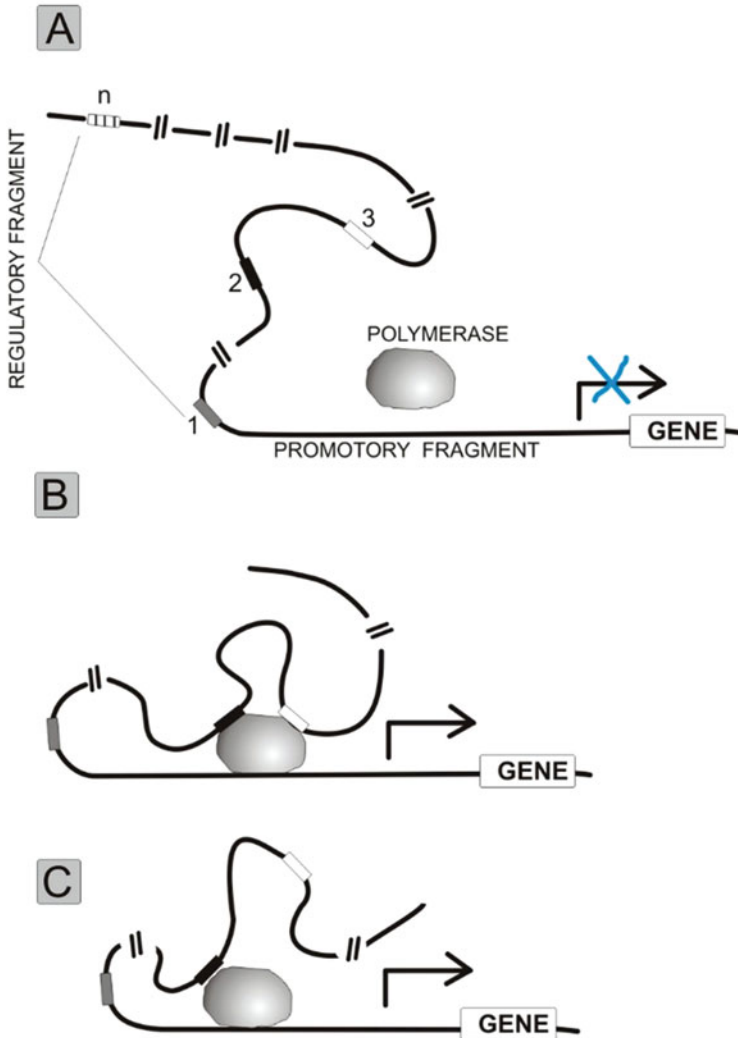 A
n
REGULATORY FRAGMENT
3
2
POLYMERASE
1
GENE
PROMOTORY FRAGMENT
B
GENE
C
GENE